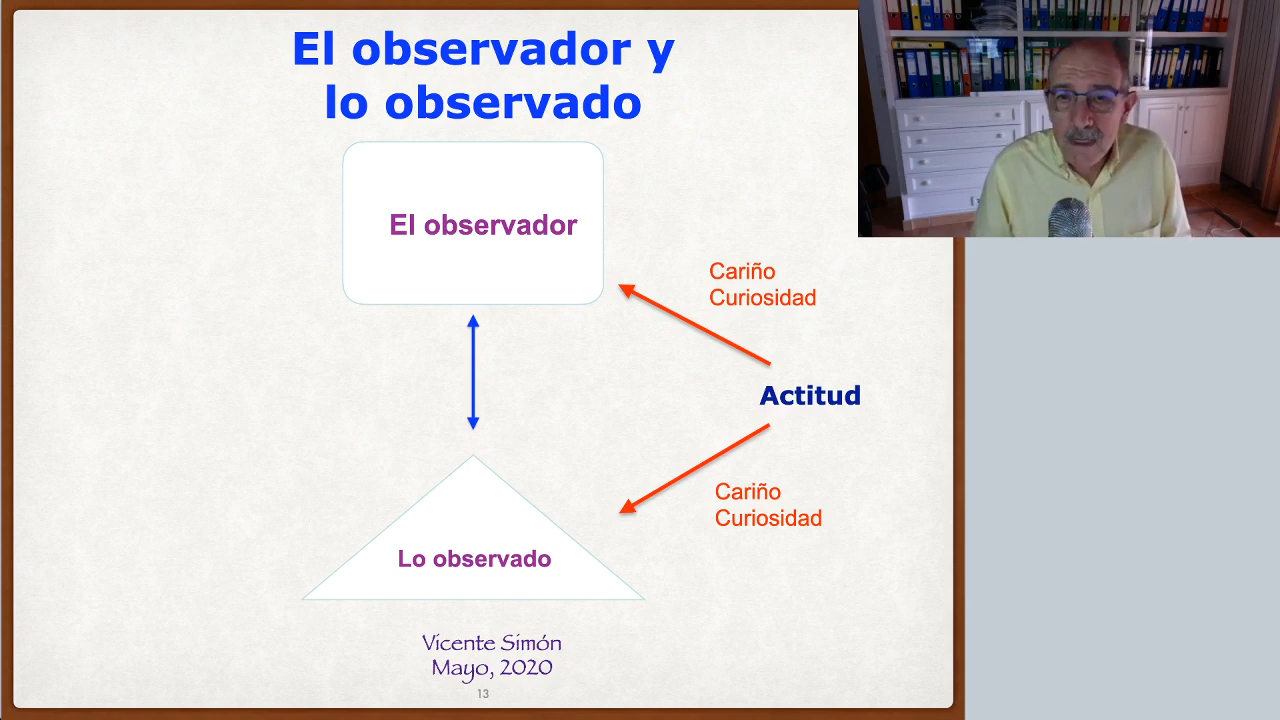 El observador y
lo observado
El observador
Cariño
Curiosidad
Actitud
Cariño
Curiosidad
Lo observado
Vicente Simón
Mayo, 2020
13